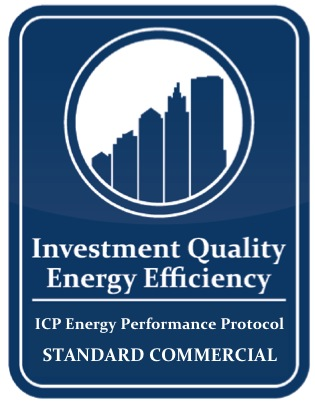 Investment Quality
Energy Efficiency
ICP Energy Performance Protocol
STANDARD COMMERCIAL